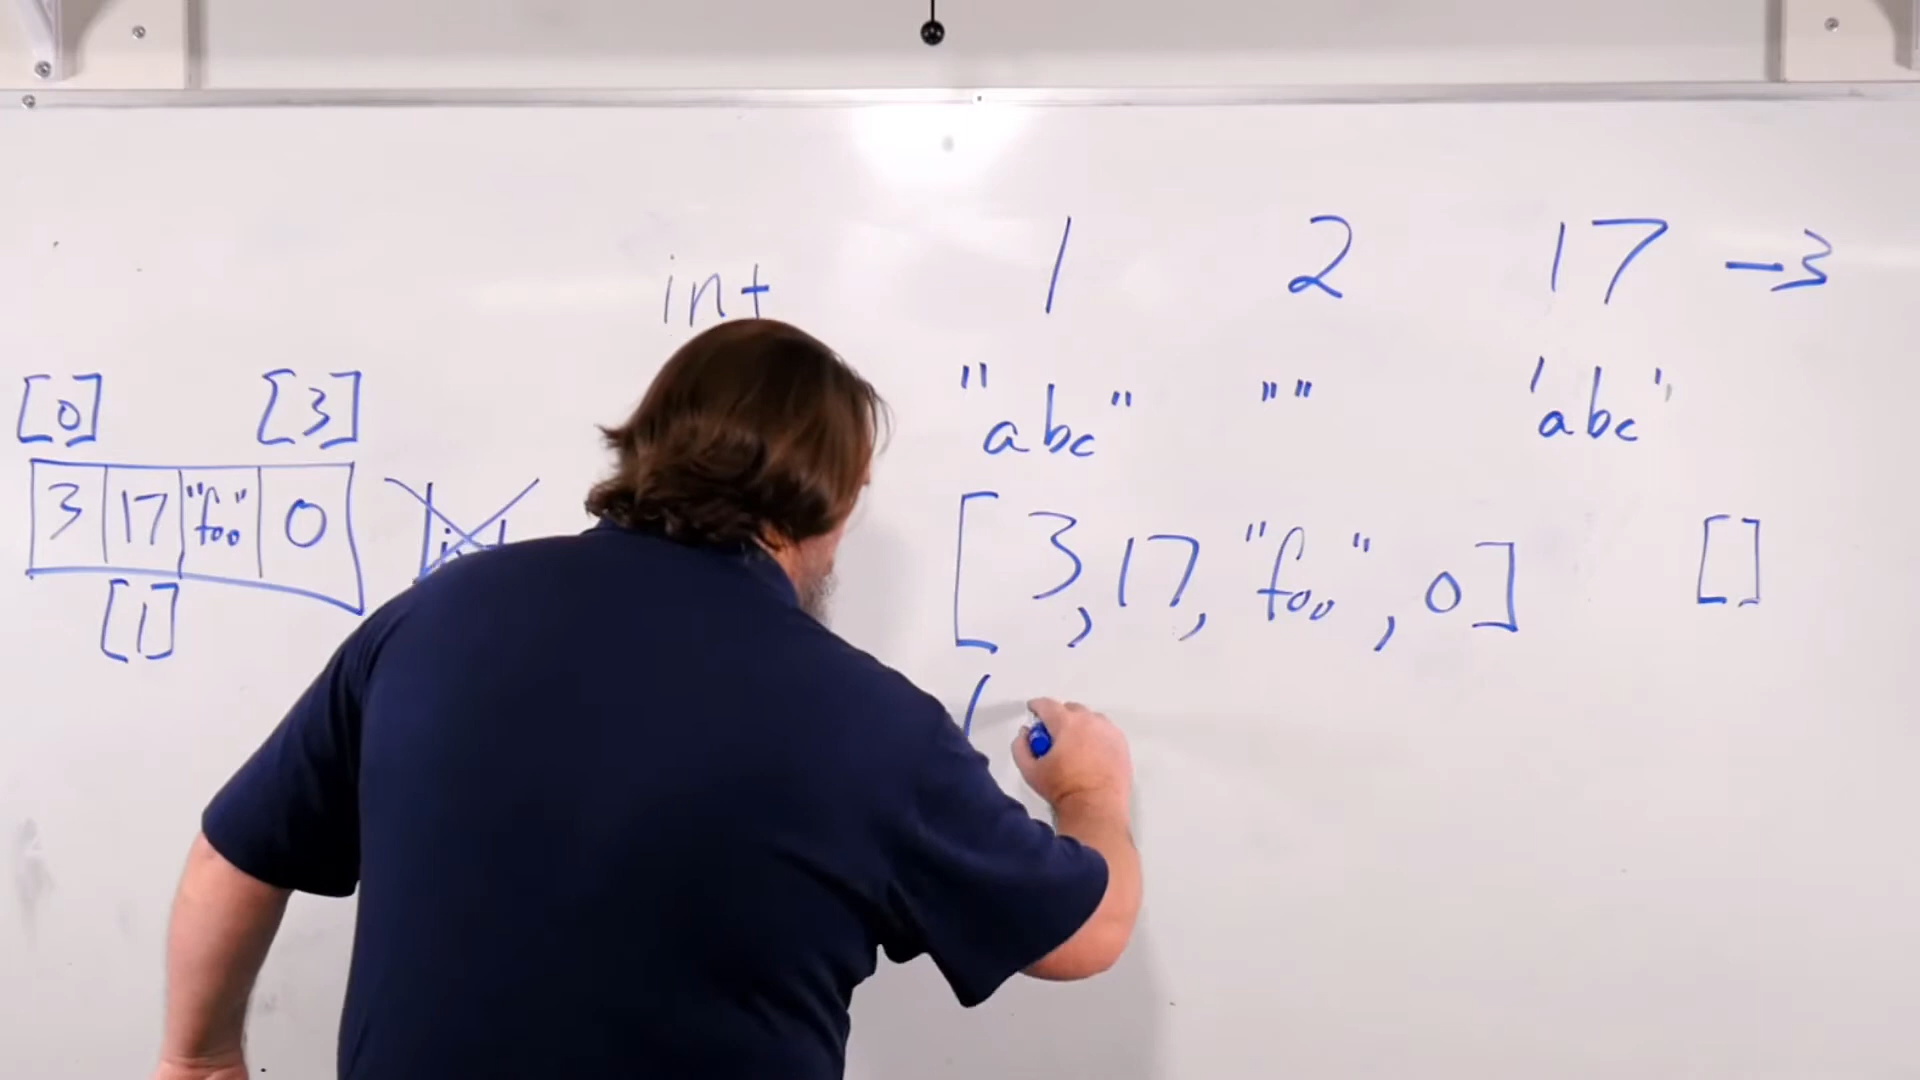 int 1 2 17 -3
[0] [3]
"abc" "" 'abc'
3 17 "foo" 0
[3, 17, "foo", 0] []
[1]
(